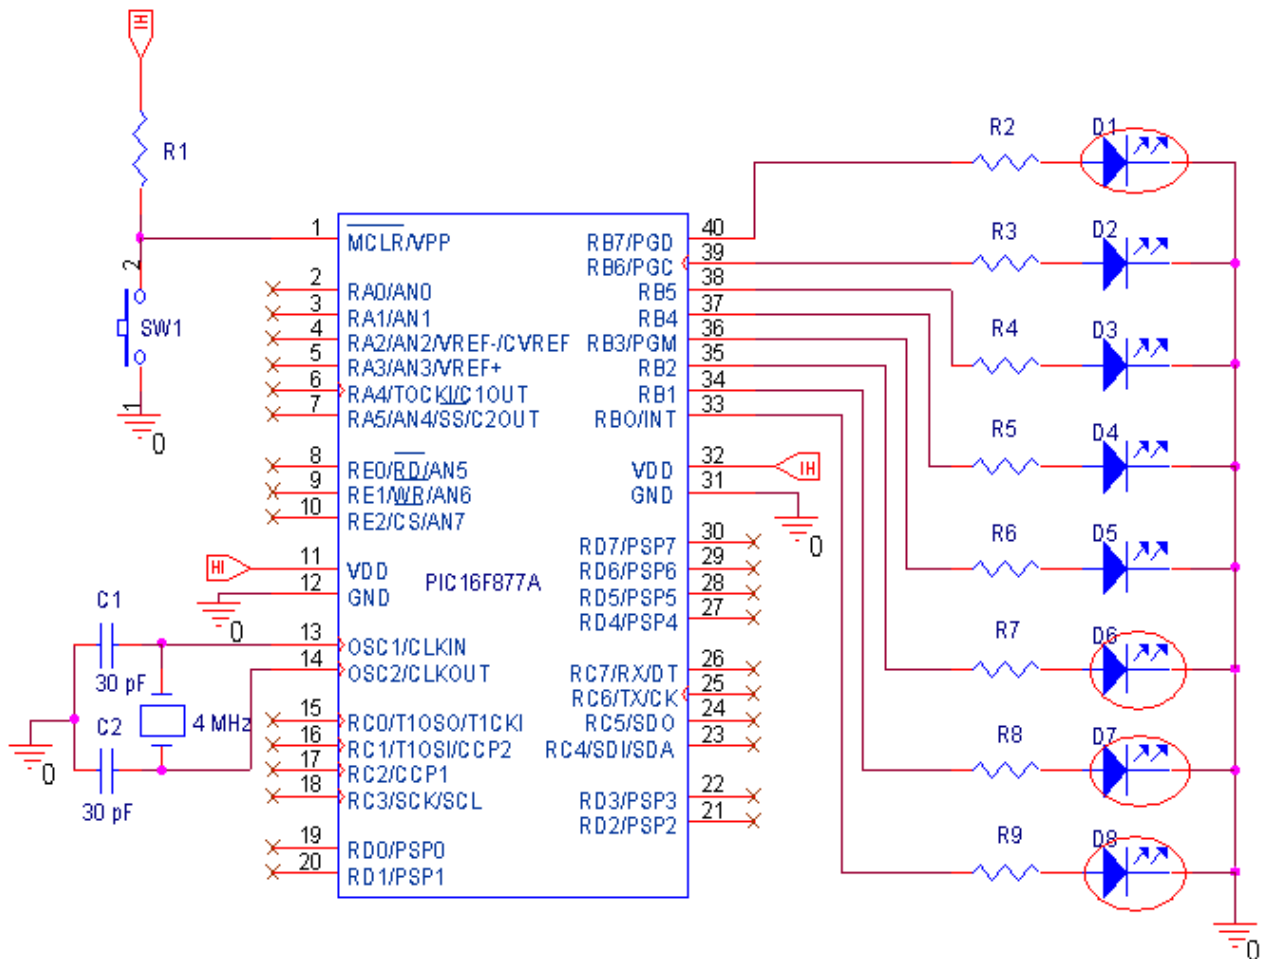 HI
R1
2
SW1
1
0
1 MCLR/VPP
2 RA0/AN0
3 RA1/AN1
4 RA2/AN2/VREF-/CVREF
5 RA3/AN3/VREF+
6 RA4/TOCKI/C1OUT
7 RA5/AN4/SS/C2OUT
8 RE0/RD/AN5
9 RE1/WR/AN6
10 RE2/CS/AN7
HI
11 VDD
12 GND
0
PIC16F877A
13 OSC1/CLKIN
14 OSC2/CLKOUT
C1
30 pF
C2
30 pF
4 MHz
0
15 RC0/T1OSO/T1CKI
16 RC1/T1OSI/CCP2
17 RC2/CCP1
18 RC3/SCK/SCL
19 RD0/PSP0
20 RD1/PSP1
RB7/PGD 40
RB6/PGC 39
RB5 38
RB4 37
RB3/PGM 36
RB2 35
RB1 34
RBO/INT 33
VDD 32
HI
GND 31
0
RD7/PSP7 30
RD6/PSP6 29
RD5/PSP5 28
RD4/PSP4 27
RC7/RX/DT 26
RC6/TX/CK 25
RC5/SDO 24
RC4/SDI/SDA 23
RD3/PSP3 22
RD2/PSP2 21
R2 D1
R3 D2
R4 D3
R5 D4
R6 D5
R7 D6
R8 D7
R9 D8
0